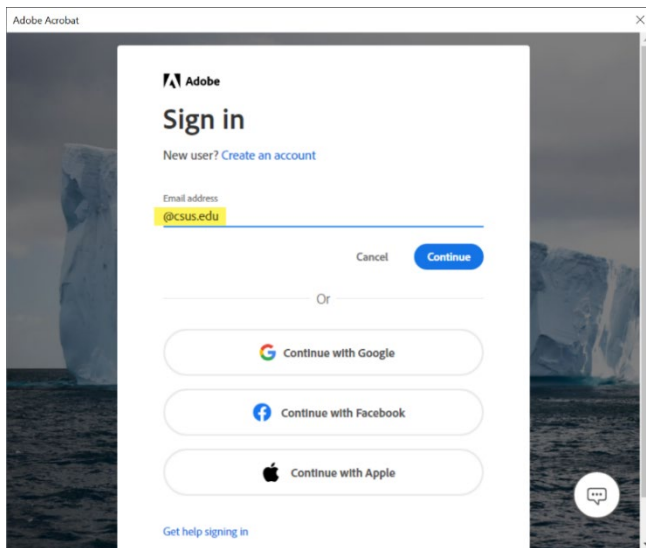 Adobe Acrobat
Adobe
Sign in
New user? Create an account
Email address
@csus.edu
Cancel
Continue
Or
Continue with Google
Continue with Facebook
Continue with Apple
Get help signing in